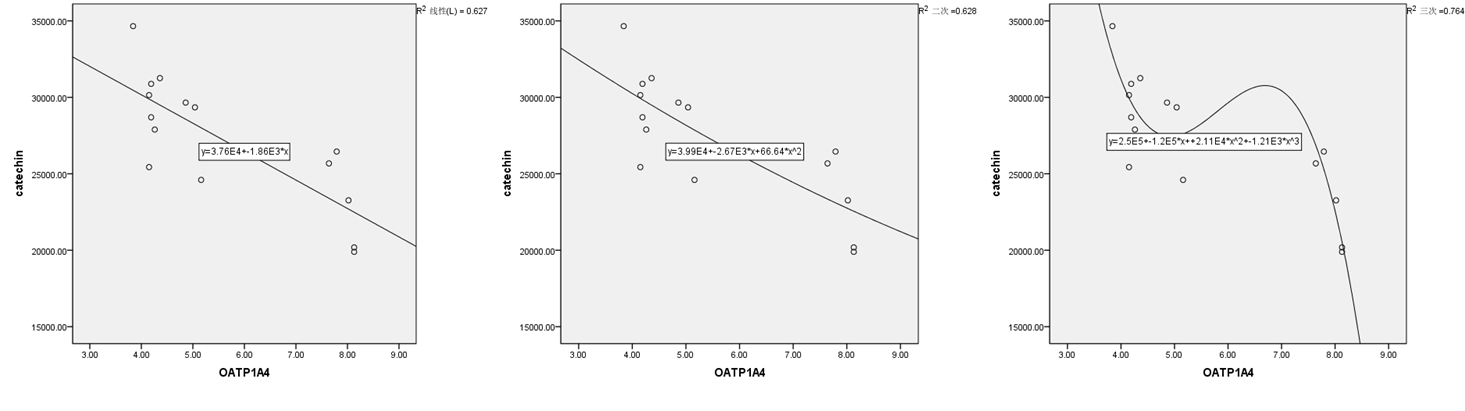 R² 线性(L) = 0.627
35000.00
30000.00
25000.00
20000.00
15000.00
catechin
y=3.76E4+-1.86E3*x
3.00 4.00 5.00 6.00 7.00 8.00 9.00
OATP1A4
R² 二次 =0.628
35000.00
30000.00
25000.00
20000.00
15000.00
catechin
y=3.99E4+-2.67E3*x+66.64*x^2
3.00 4.00 5.00 6.00 7.00 8.00 9.00
OATP1A4
R² 三次 =0.764
35000.00
30000.00
25000.00
20000.00
15000.00
catechin
y=2.5E5+-1.2E5*x++2.11E4*x^2+-1.21E3*x^3
3.00 4.00 5.00 6.00 7.00 8.00 9.00
OATP1A4